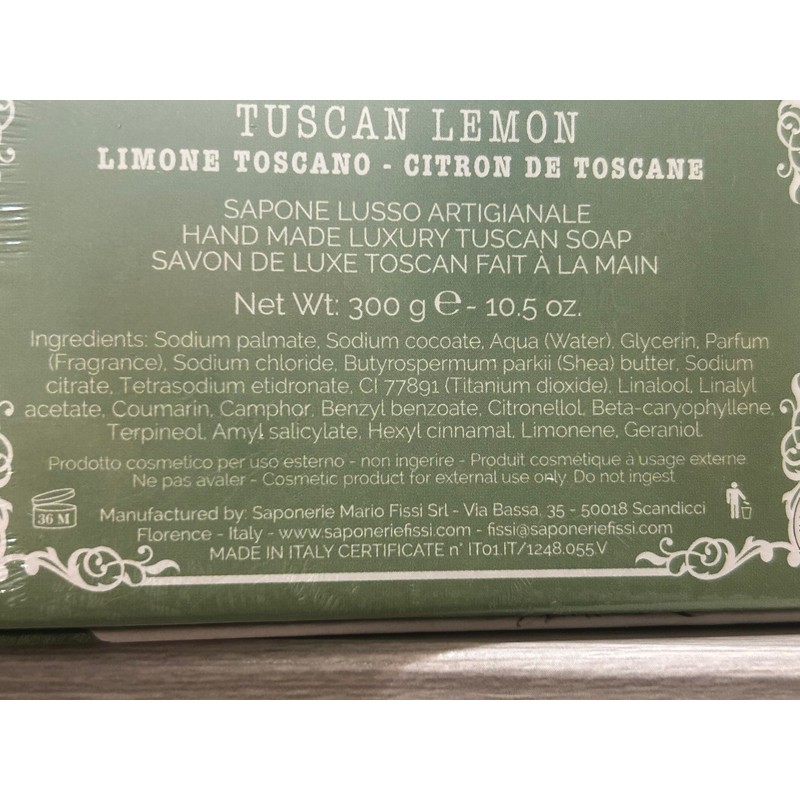 TUSCAN LEMON
LIMONE TOSCANO - CITRON DE TOSCANE
SAPONE LUSSO ARTIGIANALE
HAND MADE LUXURY TUSCAN SOAP
SAVON DE LUXE TOSCAN FAIT À LA MAIN
Net Wt: 300 g ℮ - 10.5 oz.
Ingredients: Sodium palmate, Sodium cocoate, Aqua (Water), Glycerin, Parfum
(Fragrance), Sodium chloride, Butyrospermum parkii (Shea) butter, Sodium
citrate, Tetrasodium etidronate, CI 77891 (Titanium dioxide), Linalool, Linalyl
acetate, Coumarin, Camphor, Benzyl benzoate, Citronellol, Beta-caryophyllene,
Terpineol, Amyl salicylate, Hexyl cinnamal, Limonene, Geraniol.
Prodotto cosmetico per uso esterno - non ingerire - Produit cosmétique à usage externe.
Ne pas avaler - Cosmetic product for external use only. Do not ingest
36 M
Manufactured by: Saponerie Mario Fissi Srl - Via Bassa, 35 - 50018 Scandicci
Florence - Italy - www.saponeriefissi.com - fissi@saponeriefissi.com
MADE IN ITALY CERTIFICATE n° IT01.IT/1248.055.V